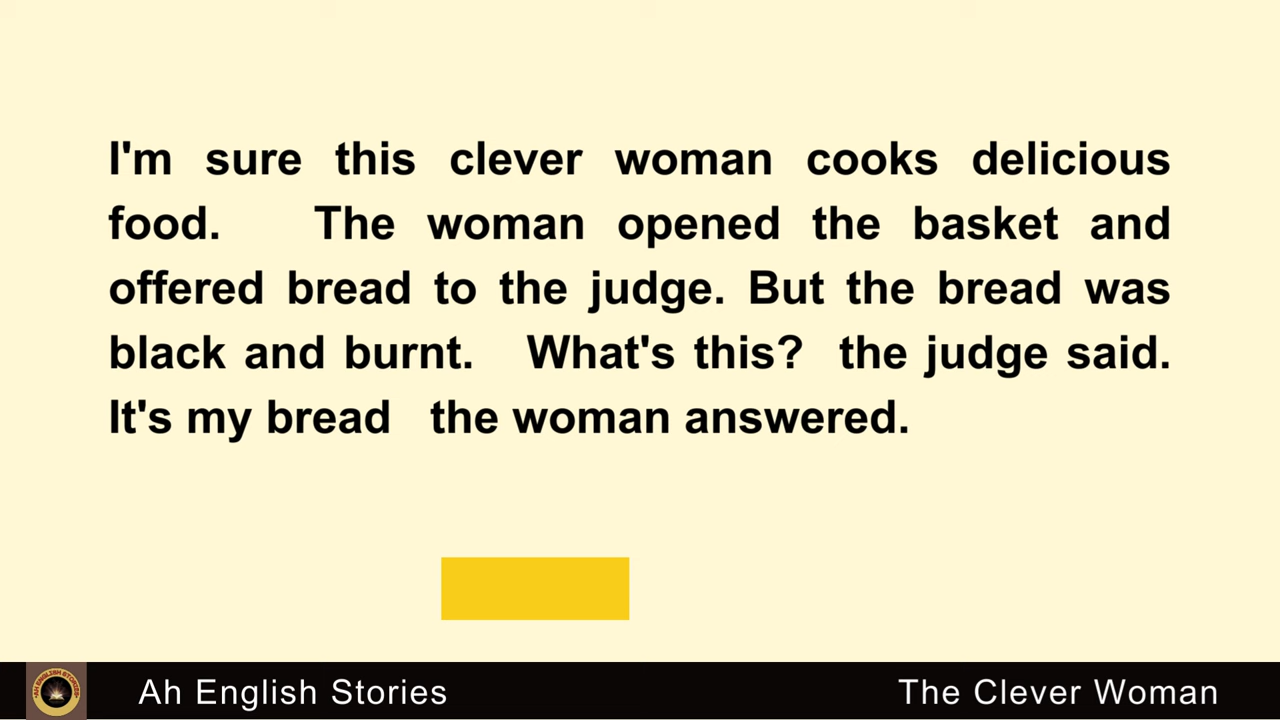 I'm sure this clever woman cooks delicious
food. The woman opened the basket and
offered bread to the judge. But the bread was
black and burnt. What's this? the judge said.
It's my bread the woman answered.
Ah English Stories
The Clever Woman